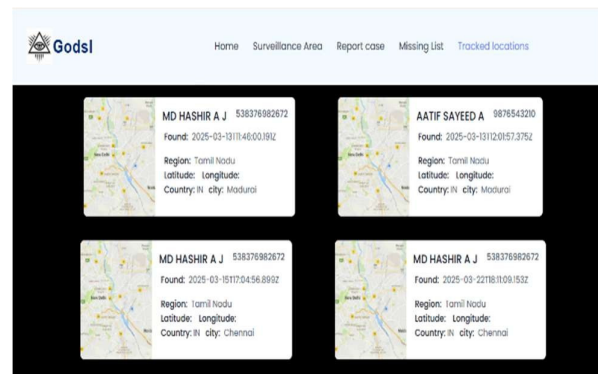 GodsI
Home Surveillance Area Report case Missing List Tracked locations
MD HASHIR A J 538376982672
Found: 2025-03-13T11:46:00.191Z
Region: Tamil Nadu
Latitude: Longitude:
Country: IN city: Madurai
AATIF SAYEED A 9876543210
Found: 2025-03-13T12:01:57.375Z
Region: Tamil Nadu
Latitude: Longitude:
Country: IN city: Madurai
MD HASHIR A J 538376982672
Found: 2025-03-15T17:04:56.899Z
Region: Tamil Nadu
Latitude: Longitude:
Country: IN city: Chennai
MD HASHIR A J 538376982672
Found: 2025-03-22T18:11:09.153Z
Region: Tamil Nadu
Latitude: Longitude:
Country: IN city: Chennai